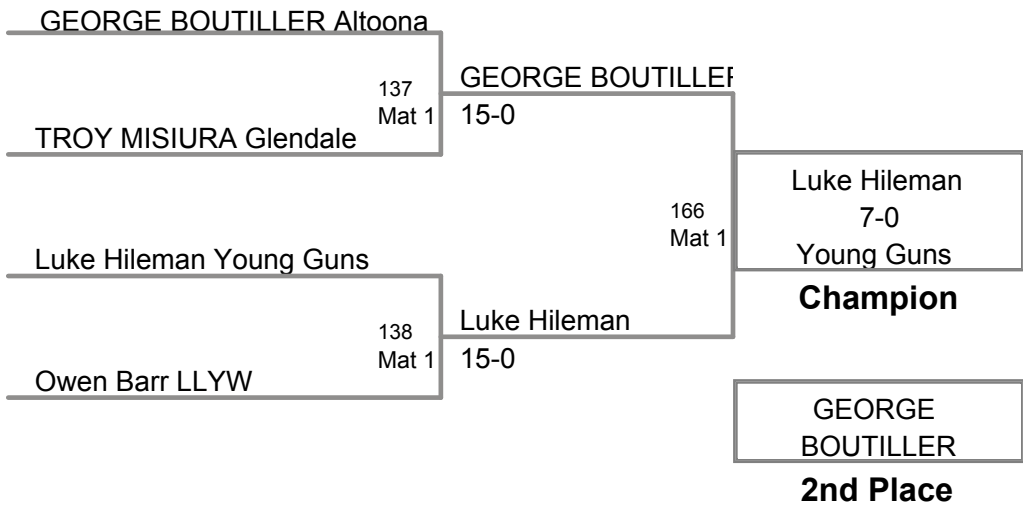 GEORGE BOUTILLER Altoona
137
Mat 1
GEORGE BOUTILLER
15-0
TROY MISIURA Glendale
Luke Hileman
7-0
Young Guns
Champion
166
Mat 1
Luke Hileman Young Guns
138
Mat 1
Luke Hileman
15-0
Owen Barr LLYW
GEORGE
BOUTILLER
2nd Place